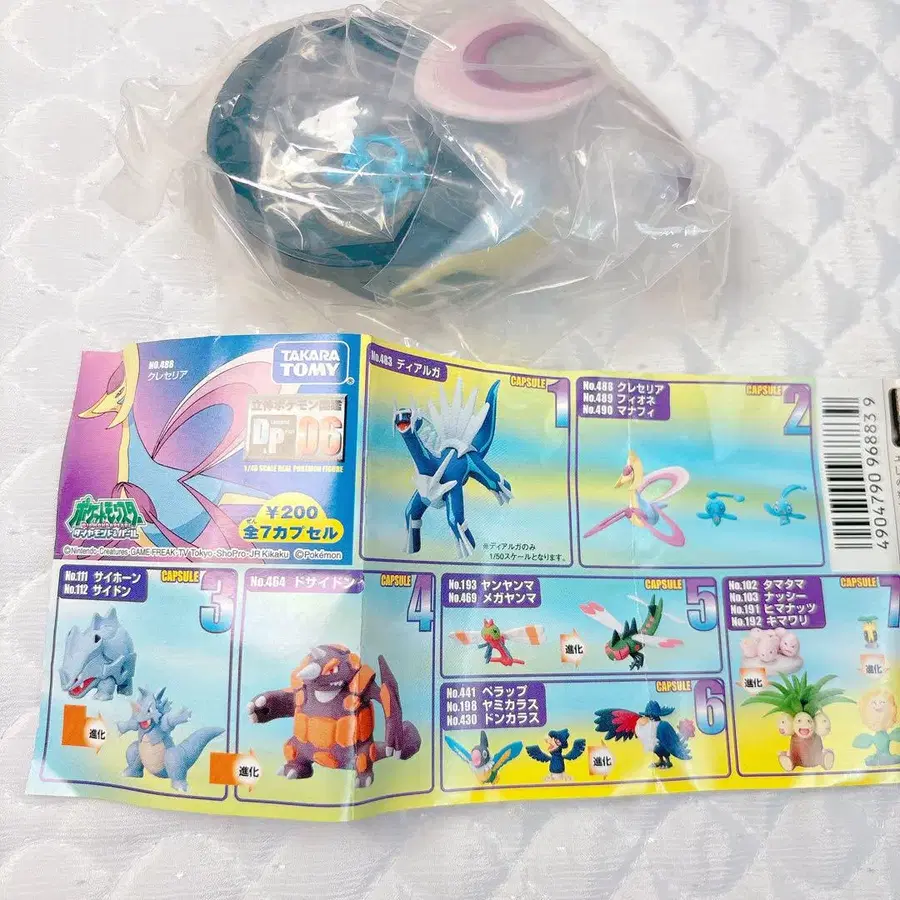 No.488
クレセリア
TAKARA
TOMY
立体ポケモン図鑑
DP 06
1/40 SCALE REAL POKEMON FIGURE
¥200
全7カプセル
ポケットモンスター
ダイヤモンド&パール
©Nintendo・Creatures・GAME FREAK・TV Tokyo・ShoPro・JR Kikaku ©Pokémon
No.483 ディアルガ
CAPSULE 1
※ディアルガのみ
1/50スケールとなります。
No.488 クレセリア
No.489 フィオネ
No.490 マナフィ
CAPSULE 2
4904790968839
No.111 サイホーン
No.112 サイドン
CAPSULE 3
進化
No.464 ドサイドン
CAPSULE 4
進化
No.193 ヤンヤンマ
No.469 メガヤンマ
CAPSULE 5
進化
No.441 ペラップ
No.198 ヤミカラス
No.430 ドンカラス
CAPSULE 6
進化
No.102 タマタマ
No.103 ナッシー
No.191 ヒマナッツ
No.192 キマワリ
CAPSULE 7
進化
進化